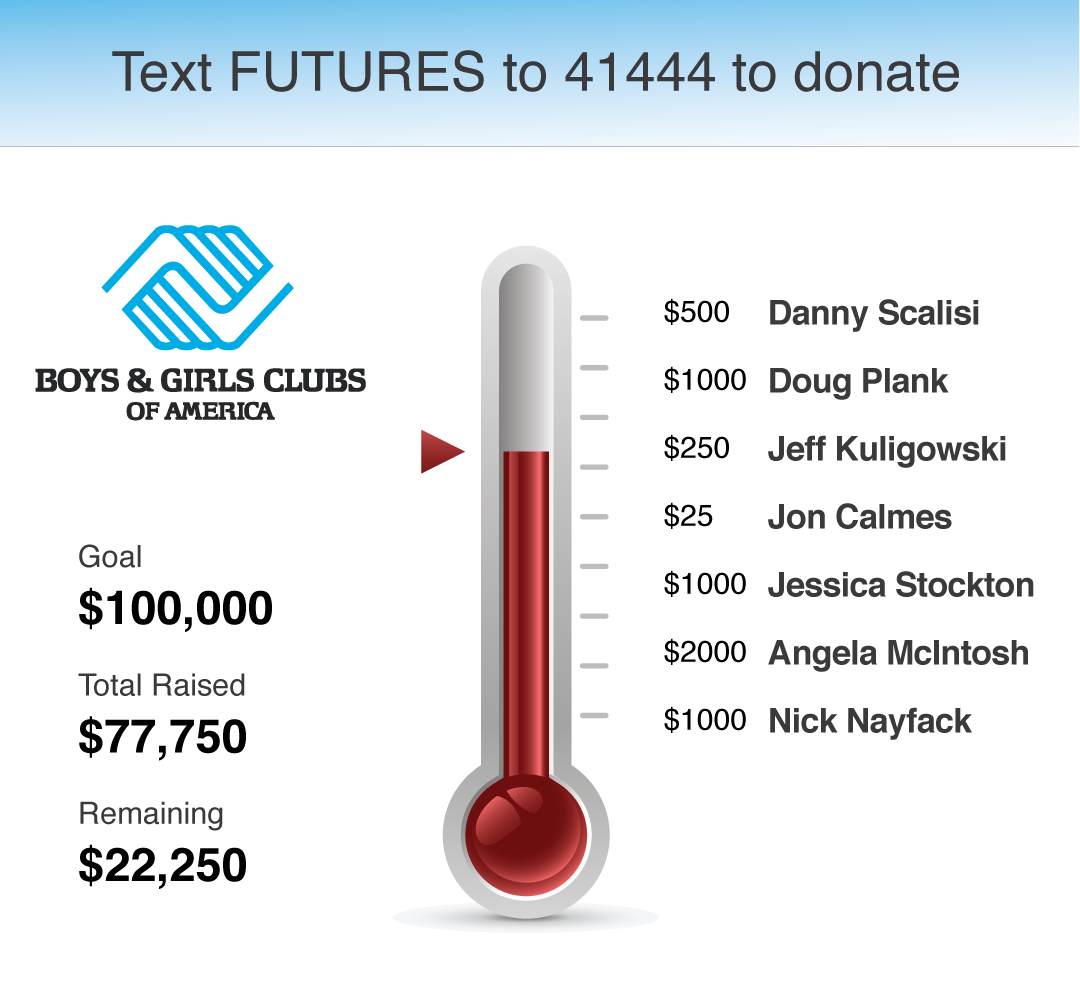 Text FUTURES to 41444 to donate
BOYS & GIRLS CLUBS
OF AMERICA
Goal
$100,000
Total Raised
$77,750
Remaining
$22,250
$500 Danny Scalisi
$1000 Doug Plank
$250 Jeff Kuligowski
$25 Jon Calmes
$1000 Jessica Stockton
$2000 Angela McIntosh
$1000 Nick Nayfack